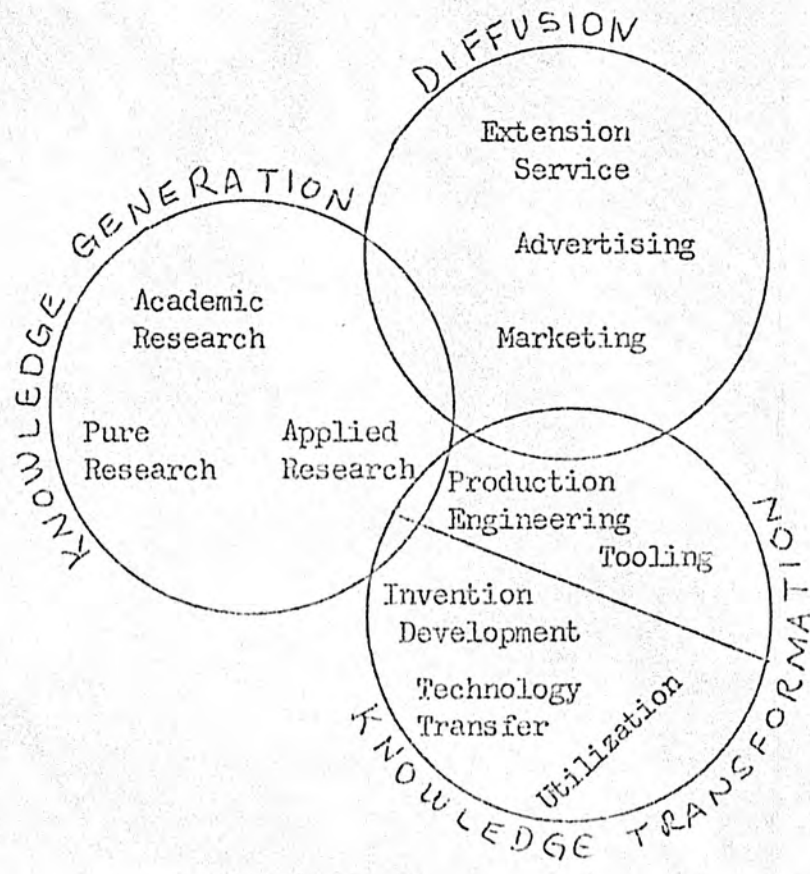 DIFFUSION
Extension
Service
Advertising
Marketing
KNOWLEDGE GENERATION
Academic
Research
Pure
Research
Applied
Research
Production
Engineering
Tooling
Invention
Development
Technology
Transfer
Utilization
KNOWLEDGE TRANSFORMATION